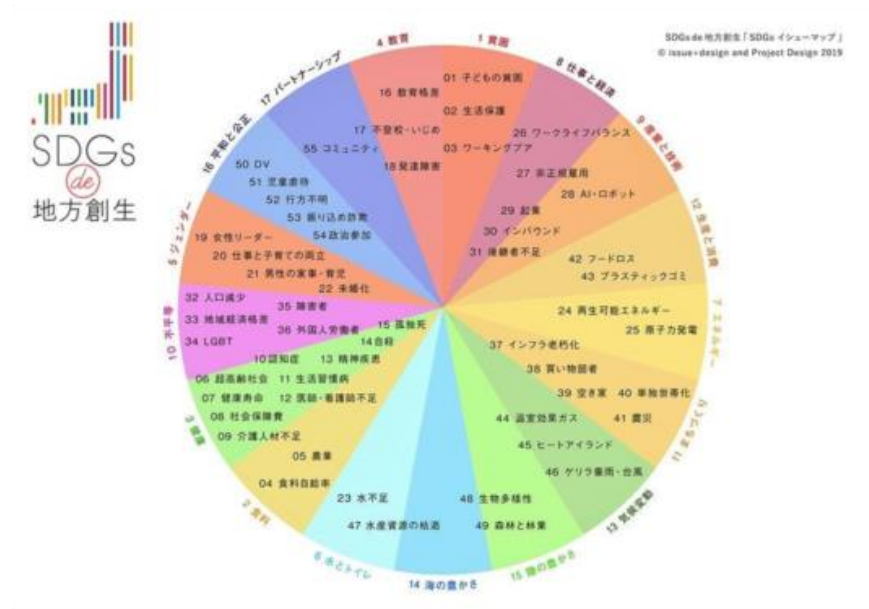 SDGs
de
地方創生
SDGs de 地方創生「SDGs イシューマップ」
© issue+design and Project Design 2019
1 貧困
01 子どもの貧困
02 生活保護
03 ワーキングプア
8 仕事と経済
26 ワークライフバランス
27 非正規雇用
28 AI・ロボット
29 起業
30 インバウンド
31 後継者不足
9 産業と技術
12 生産と消費
42 フードロス
43 プラスティックゴミ
7 エネルギー
24 再生可能エネルギー
25 原子力発電
11 まちづくり
37 インフラ老朽化
38 買い物弱者
39 空き家
40 単独世帯化
41 震災
13 気候変動
44 温室効果ガス
45 ヒートアイランド
46 ゲリラ豪雨・台風
15 陸の豊かさ
48 生物多様性
49 森林と林業
14 海の豊かさ
47 水産資源の枯渇
6 水とトイレ
23 水不足
2 食料
04 食料自給率
05 農業
3 健康
06 超高齢社会
07 健康寿命
08 社会保障費
09 介護人材不足
10 認知症
11 生活習慣病
12 医師・看護師不足
13 精神疾患
14 自殺
15 孤独死
10 不平等
32 人口減少
33 地域経済格差
34 LGBT
35 障害者
36 外国人労働者
5 ジェンダー
19 女性リーダー
20 仕事と子育ての両立
21 男性の家事・育児
22 未婚化
16 平和と公正
50 DV
51 児童虐待
52 行方不明
53 振り込め詐欺
54 政治参加
17 パートナーシップ
55 コミュニティ
4 教育
16 教育格差
17 不登校・いじめ
18 発達障害